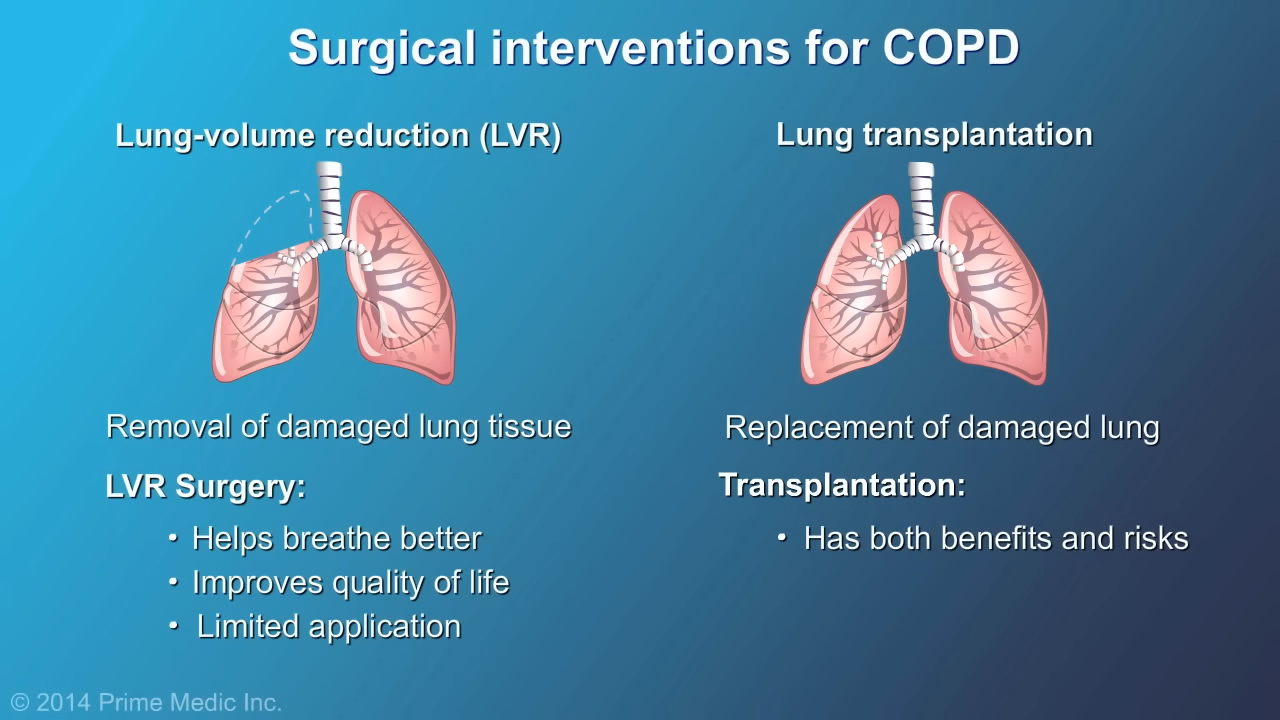 Surgical interventions for COPD
Lung-volume reduction (LVR)
Removal of damaged lung tissue
LVR Surgery:
• Helps breathe better
• Improves quality of life
• Limited application
Lung transplantation
Replacement of damaged lung
Transplantation:
• Has both benefits and risks
© 2014 Prime Medic Inc.